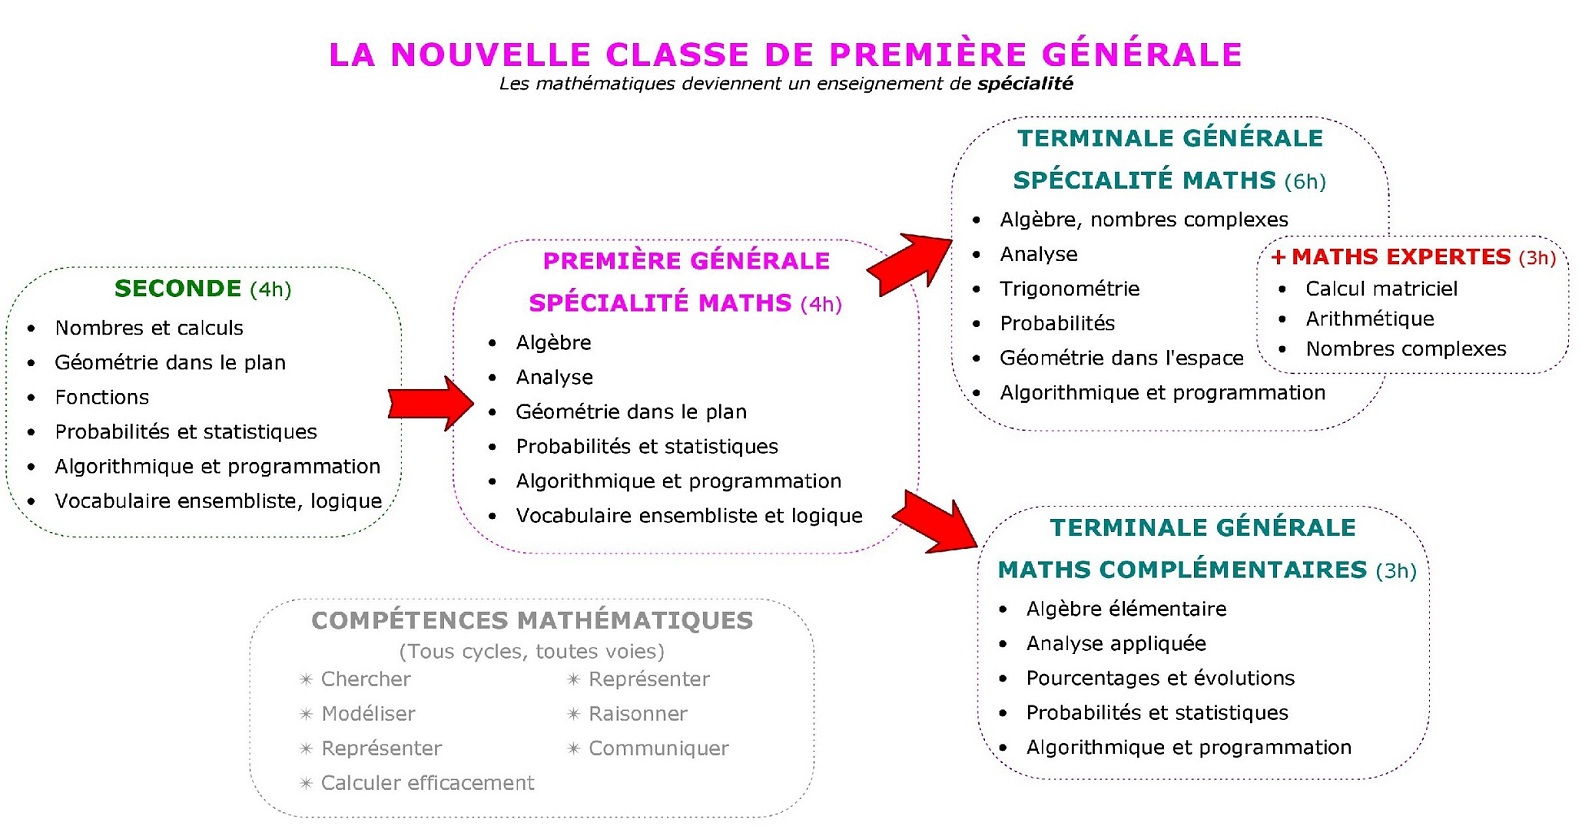 LA NOUVELLE CLASSE DE PREMIÈRE GÉNÉRALE
Les mathématiques deviennent un enseignement de spécialité
SECONDE (4h)
• Nombres et calculs
• Géométrie dans le plan
• Fonctions
• Probabilités et statistiques
• Algorithmique et programmation
• Vocabulaire ensembliste, logique
PREMIÈRE GÉNÉRALE
SPÉCIALITÉ MATHS (4h)
• Algèbre
• Analyse
• Géométrie dans le plan
• Probabilités et statistiques
• Algorithmique et programmation
• Vocabulaire ensembliste et logique
TERMINALE GÉNÉRALE
SPÉCIALITÉ MATHS (6h)
• Algèbre, nombres complexes
• Analyse
• Trigonométrie
• Probabilités
• Géométrie dans l'espace
• Algorithmique et programmation
+ MATHS EXPERTES (3h)
• Calcul matriciel
• Arithmétique
• Nombres complexes
TERMINALE GÉNÉRALE
MATHS COMPLÉMENTAIRES (3h)
• Algèbre élémentaire
• Analyse appliquée
• Pourcentages et évolutions
• Probabilités et statistiques
• Algorithmique et programmation
COMPÉTENCES MATHÉMATIQUES
(Tous cycles, toutes voies)
✴ Chercher
✴ Modéliser
✴ Représenter
✴ Calculer efficacement
✴ Représenter
✴ Raisonner
✴ Communiquer